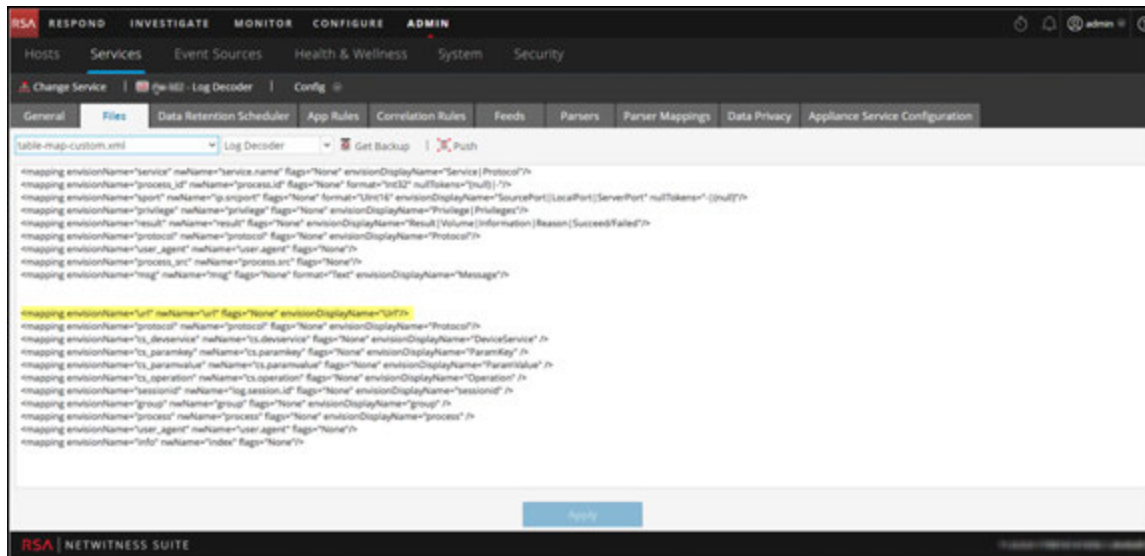 RSA RESPOND INVESTIGATE MONITOR CONFIGURE ADMIN admin
Hosts Services Event Sources Health & Wellness System Security
Change Service | - Log Decoder | Config
General Files Data Retention Scheduler App Rules Correlation Rules Feeds Parsers Parser Mappings Data Privacy Appliance Service Configuration
table-map-custom.xml Log Decoder Get Backup | Push
<mapping envisionName="service" nwName="service.name" flags="None" envisionDisplayName="Service|Protocol"/>
<mapping envisionName="process_id" nwName="process.id" flags="None" format="Int32" nullTokens="(null)|-"/>
<mapping envisionName="sport" nwName="ip.srcport" flags="None" format="UInt16" envisionDisplayName="SourcePort|LocalPort|ServerPort" nullTokens="-|(null)"/>
<mapping envisionName="privilege" nwName="privilege" flags="None" envisionDisplayName="Privilege|Privileges"/>
<mapping envisionName="result" nwName="result" flags="None" envisionDisplayName="Result|Volume|Information|Reason|Succeed/Failed"/>
<mapping envisionName="protocol" nwName="protocol" flags="None" envisionDisplayName="Protocol"/>
<mapping envisionName="user_agent" nwName="user.agent" flags="None"/>
<mapping envisionName="process_src" nwName="process.src" flags="None"/>
<mapping envisionName="msg" nwName="msg" flags="None" format="Text" envisionDisplayName="Message"/>
<mapping envisionName="url" nwName="url" flags="None" envisionDisplayName="Url"/>
<mapping envisionName="protocol" nwName="protocol" flags="None" envisionDisplayName="Protocol"/>
<mapping envisionName="cs_devservice" nwName="cs.devservice" flags="None" envisionDisplayName="DeviceService" />
<mapping envisionName="cs_paramkey" nwName="cs.paramkey" flags="None" envisionDisplayName="ParamKey" />
<mapping envisionName="cs_paramvalue" nwName="cs.paramvalue" flags="None" envisionDisplayName="ParamValue" />
<mapping envisionName="cs_operation" nwName="cs.operation" flags="None" envisionDisplayName="Operation" />
<mapping envisionName="sessionid" nwName="log.session.id" flags="None" envisionDisplayName="sessionid" />
<mapping envisionName="group" nwName="group" flags="None" envisionDisplayName="group" />
<mapping envisionName="process" nwName="process" flags="None" envisionDisplayName="process" />
<mapping envisionName="user_agent" nwName="user.agent" flags="None"/>
<mapping envisionName="info" nwName="index" flags="None"/>
Apply
RSA | NETWITNESS SUITE